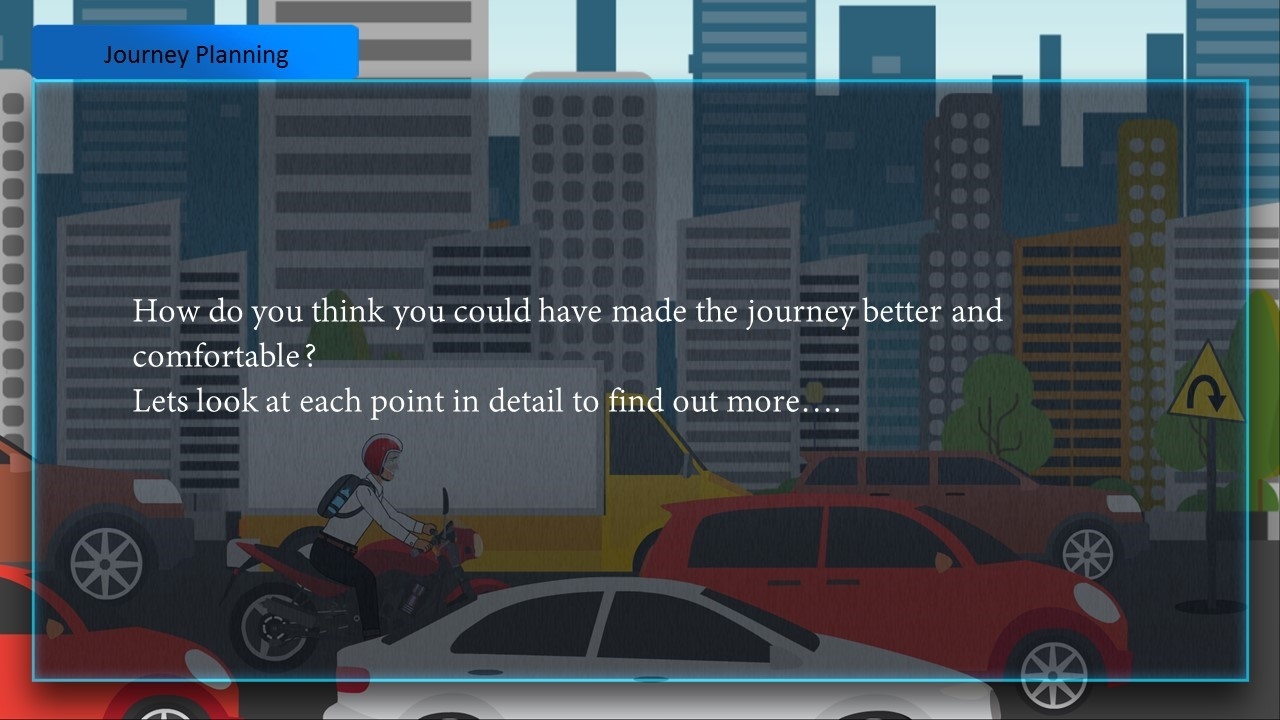 Journey Planning
How do you think you could have made the journey better and
comfortable?
Lets look at each point in detail to find out more….